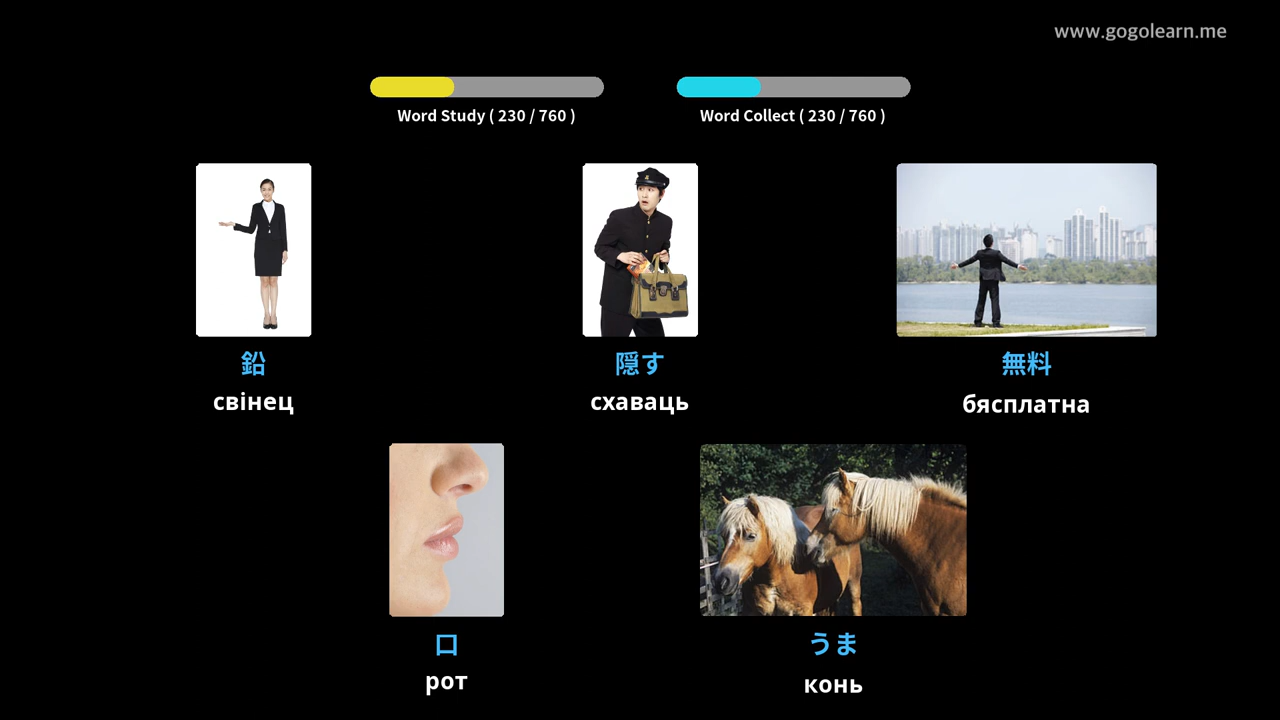 www.gogolearn.me
Word Study ( 230 / 760 )
Word Collect ( 230 / 760 )
鉛
свінец
隠す
схаваць
無料
бясплатна
口
рот
うま
конь